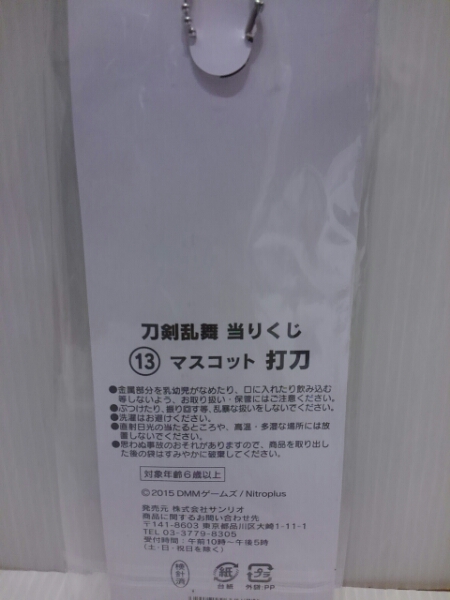 刀剣乱舞 当りくじ
⑬ マスコット 打刀
●金属部分を乳幼児がなめたり、口に入れたり飲み込む
等しないよう、お取り扱い・保管にはご注意ください。
●ぶつけたり、振り回す等、乱暴な扱いをしないでください。
●洗濯はお避けください。
●直射日光の当たるところや、高温・多湿な場所には放
置しないでください。
●思わぬ事故のおそれがありますので、商品を取り出し
た後の袋はすみやかに破棄してください。
対象年齢6歳以上
©2015 DMMゲームズ/Nitroplus
発売元 株式会社サンリオ
商品に関するお問い合わせ先
〒141-8603 東京都品川区大崎1-11-1
TEL 03-3779-8305
受付時間:午前10時〜午後5時
(土・日・祝日を除く)
検針済
紙
台紙
プラ
外袋:PP